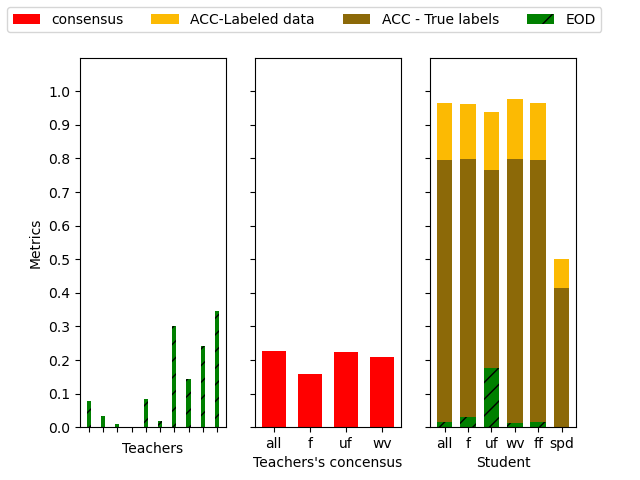 consensus ACC-Labeled data ACC - True labels EOD
Metrics
1.0
0.9
0.8
0.7
0.6
0.5
0.4
0.3
0.2
0.1
0.0
Teachers
all f uf wv
Teachers's concensus
all f uf wv ff spd
Student